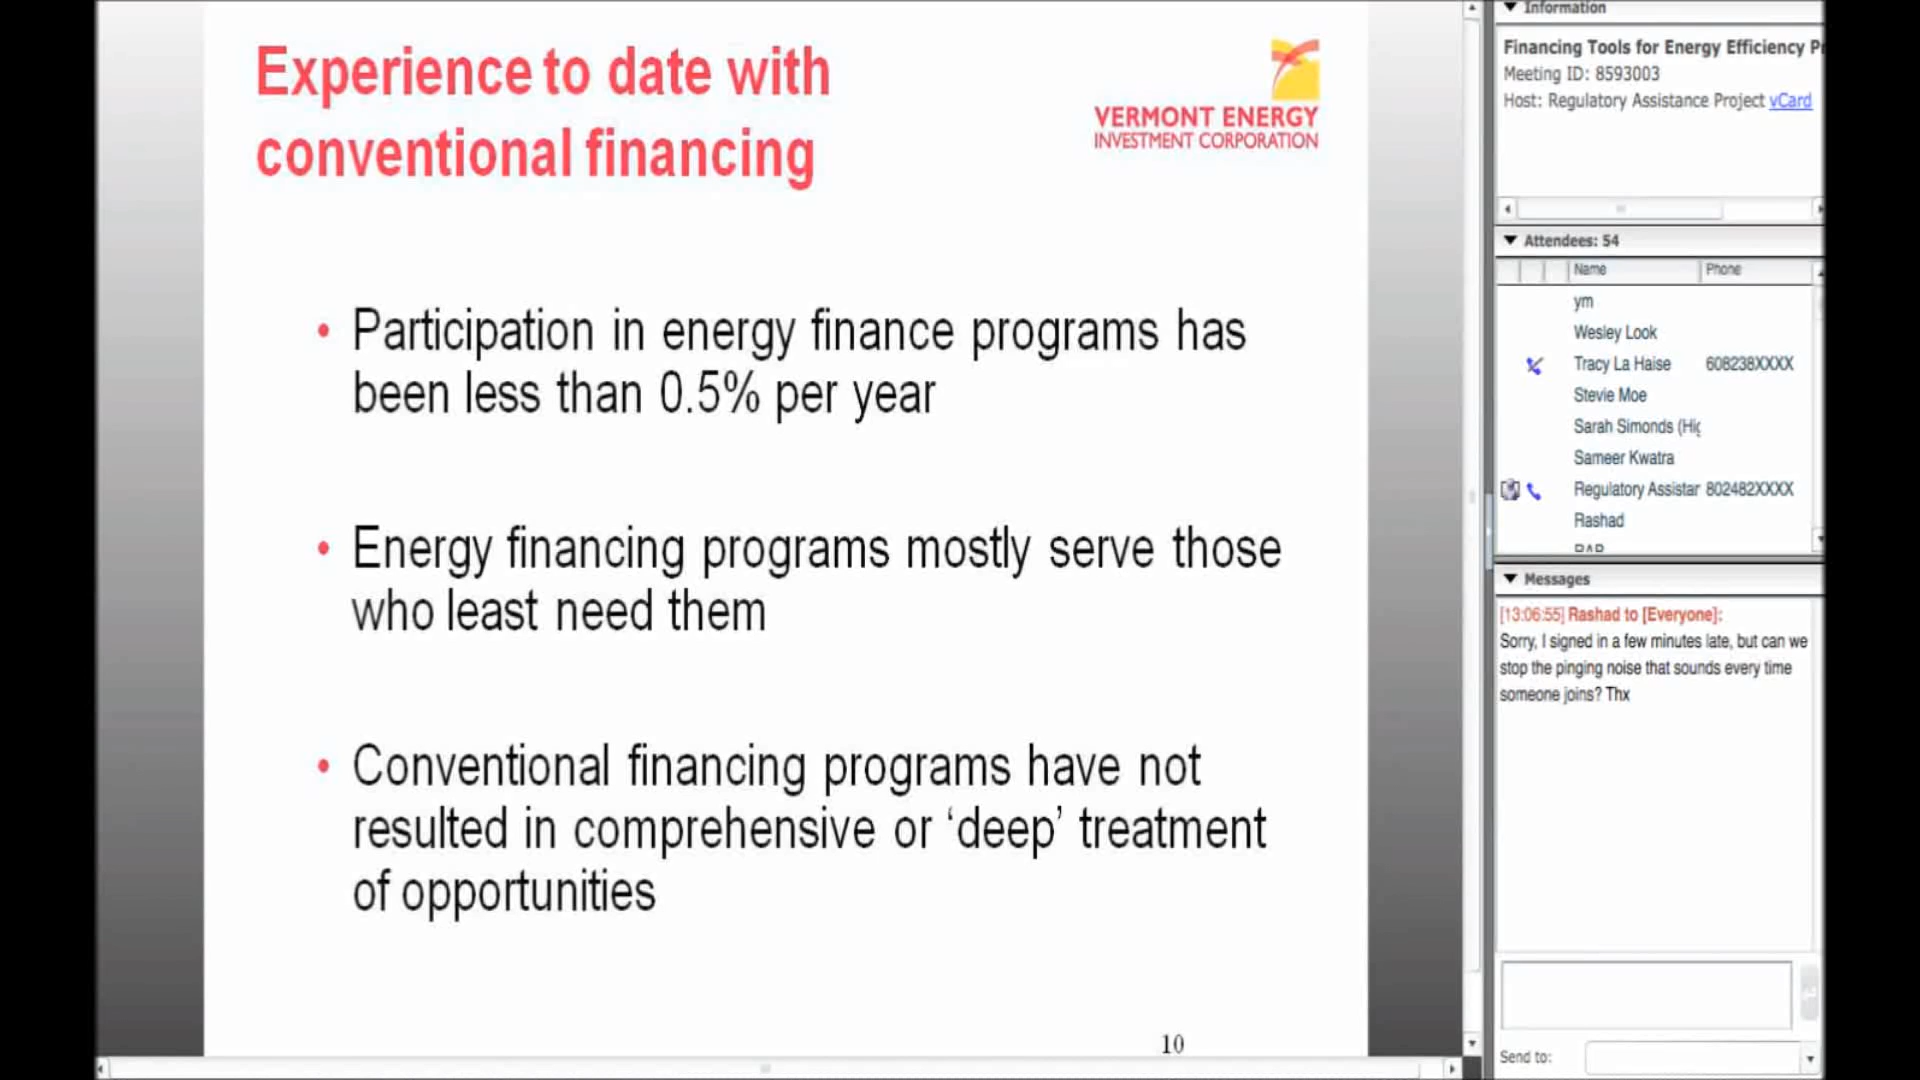 Experience to date with
conventional financing
VERMONT ENERGY
INVESTMENT CORPORATION
• Participation in energy finance programs has
been less than 0.5% per year
• Energy financing programs mostly serve those
who least need them
• Conventional financing programs have not
resulted in comprehensive or ‘deep’ treatment
of opportunities
10
Information
Financing Tools for Energy Efficiency
Meeting ID: 8593003
Host: Regulatory Assistance Project vCard
Attendees: 54
Name Phone
ym
Wesley Look
Tracy La Haise 608238XXXX
Stevie Moe
Sarah Simonds
Sameer Kwatra
Regulatory Assistar 802482XXXX
Rashad
Messages
[13:06:55] Rashad to [Everyone]:
Sorry, I signed in a few minutes late, but can we
stop the pinging noise that sounds every time
someone joins? Thx
Send to: